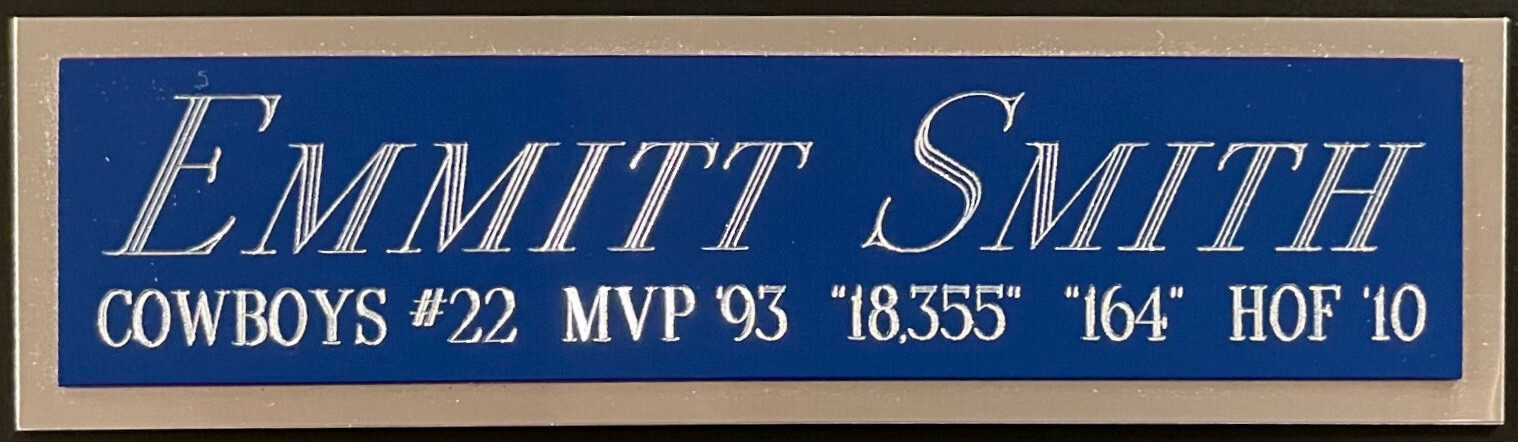 EMMITT SMITH
COWBOYS #22 MVP '93 "18,355" "164" HOF '10